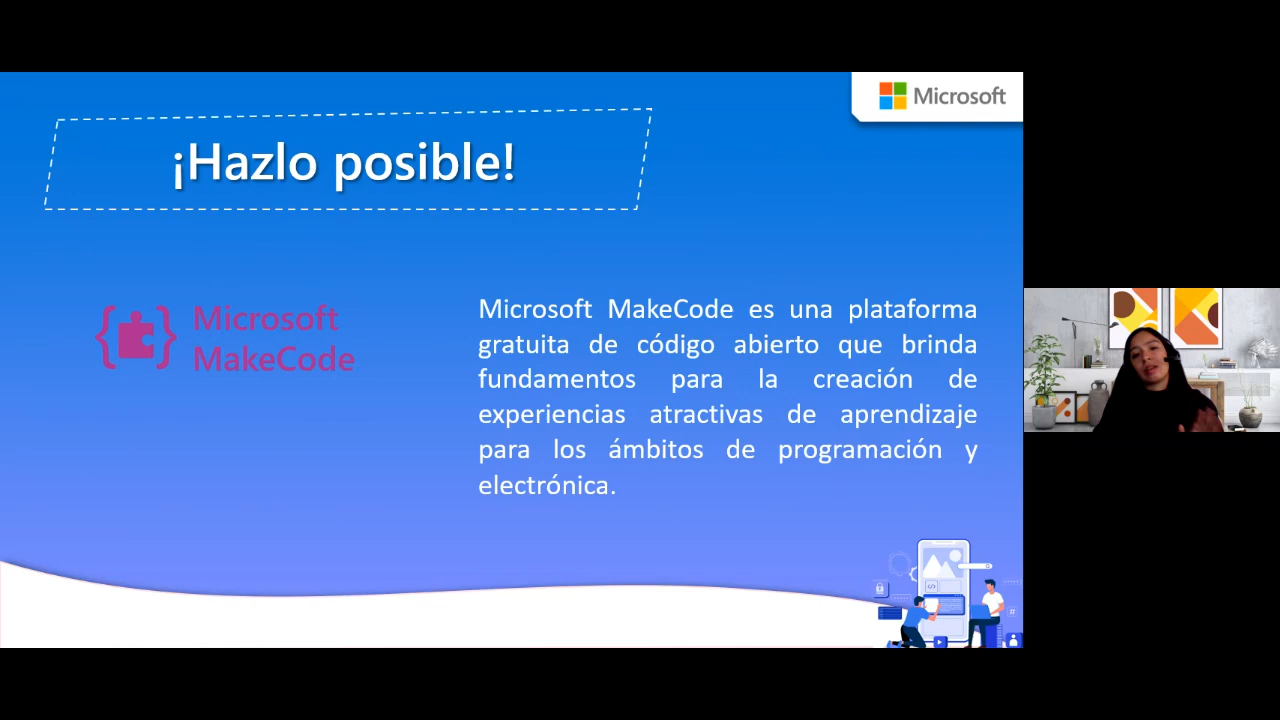 Microsoft
¡Hazlo posible!
Microsoft
MakeCode
Microsoft MakeCode es una plataforma
gratuita de código abierto que brinda
fundamentos para la creación de
experiencias atractivas de aprendizaje
para los ámbitos de programación y
electrónica.